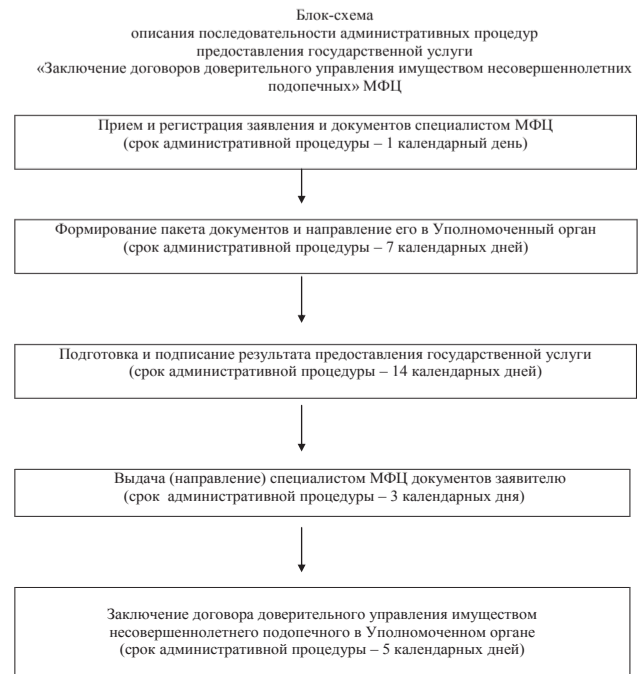 Блок-схема
описания последовательности административных процедур
предоставления государственной услуги
«Заключение договоров доверительного управления имуществом несовершеннолетних
подопечных» МФЦ
Прием и регистрация заявления и документов специалистом МФЦ
(срок административной процедуры – 1 календарный день)
Формирование пакета документов и направление его в Уполномоченный орган
(срок административной процедуры – 7 календарных дней)
Подготовка и подписание результата предоставления государственной услуги
(срок административной процедуры – 14 календарных дней)
Выдача (направление) специалистом МФЦ документов заявителю
(срок административной процедуры – 3 календарных дня)
Заключение договора доверительного управления имуществом
несовершеннолетнего подопечного в Уполномоченном органе
(срок административной процедуры – 5 календарных дней)